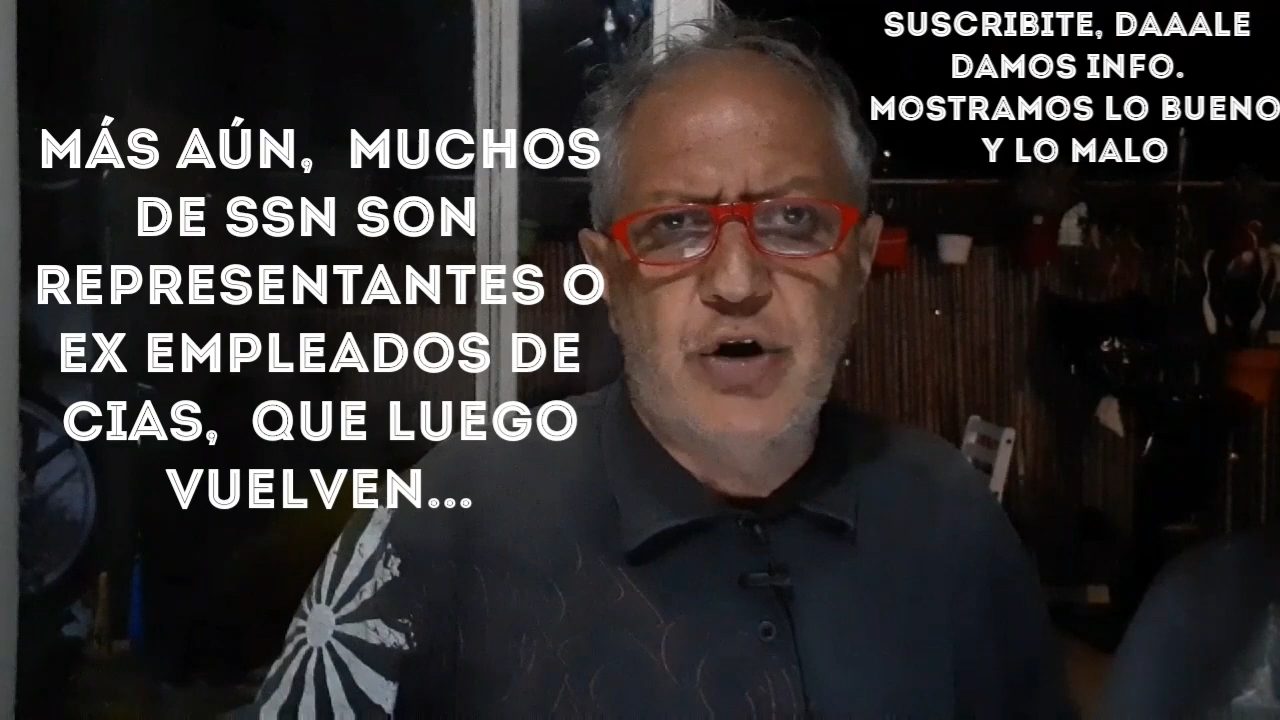 MÁS AÚN, MUCHOS
DE SSN SON
REPRESENTANTES O
EX EMPLEADOS DE
CIAS, QUE LUEGO
VUELVEN...
SUSCRIBITE, DAAALE
DAMOS INFO.
MOSTRAMOS LO BUENO
Y LO MALO